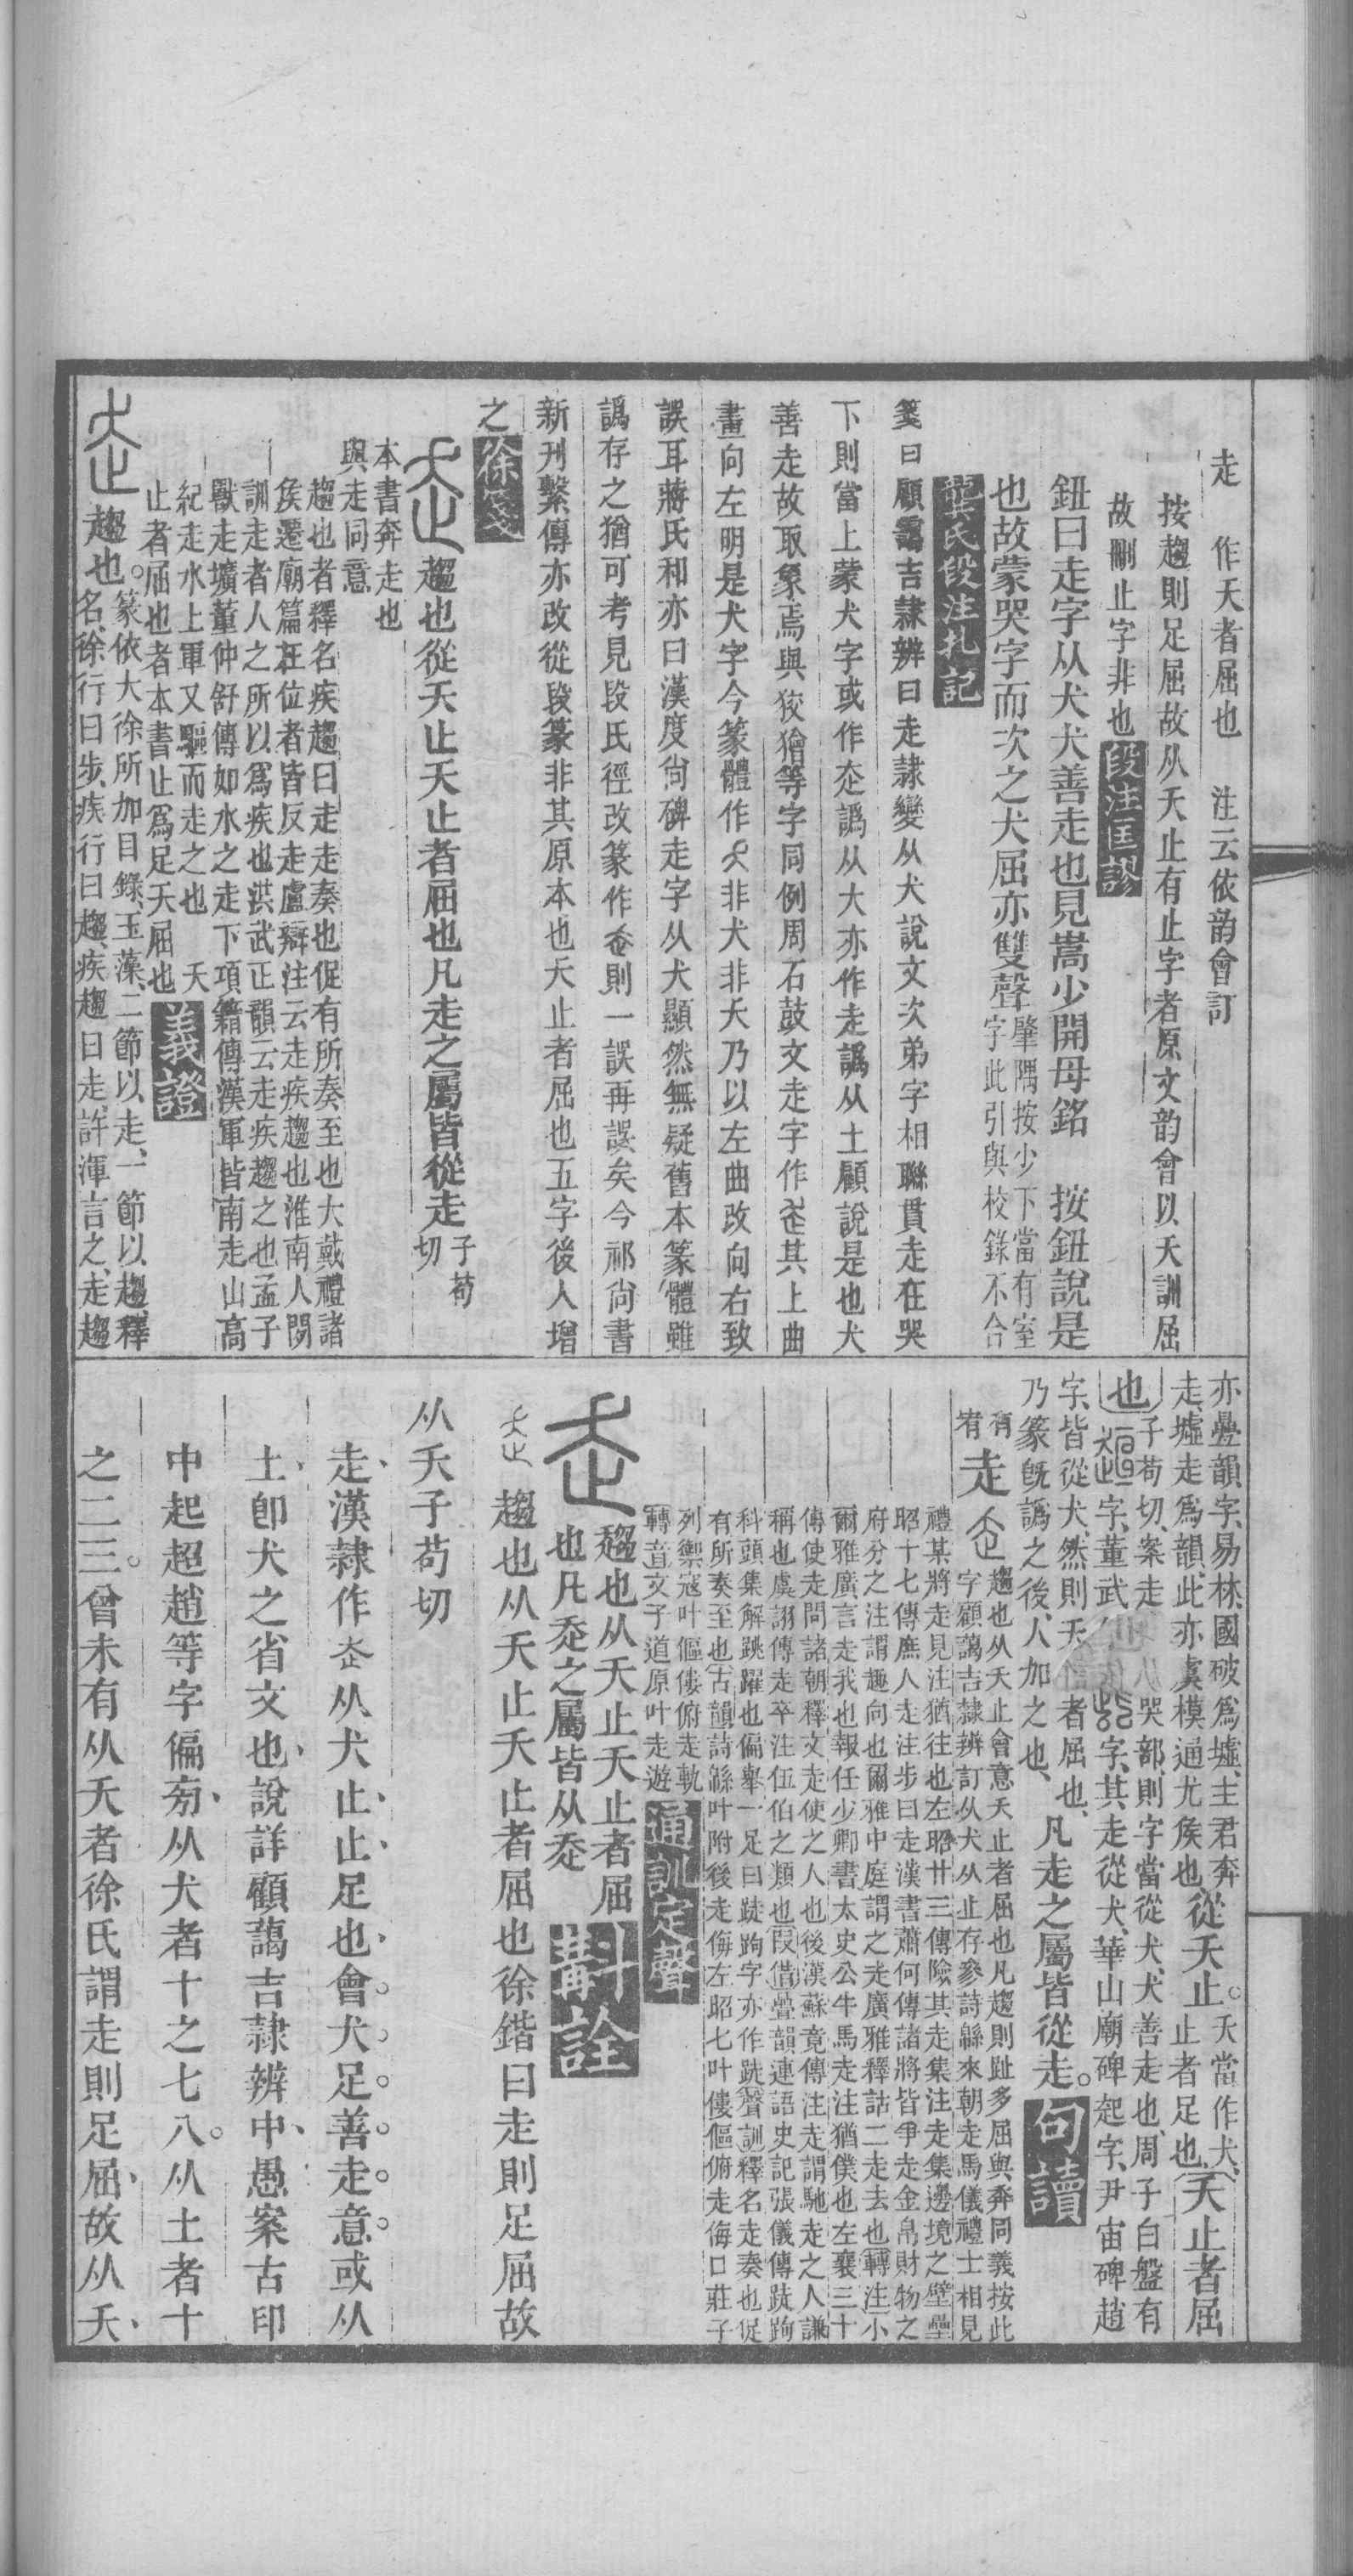 走　作夭者屈也　注云依韵會訂
按趨則足屈故从夭止有止字者原文韵會以夭訓屈
故刪止字非也段注匡謬
鈕曰走字从犬犬善走也見嵩少開母銘　按鈕說是
也故蒙哭字而次之犬屈亦雙聲肇隅按少下當有室
字此引與校錄不合
龔氏段注札記
箋曰顧藹吉隸辨曰走隸變从犬說文次弟字相聯貫走在哭
下則當上蒙犬字或作赱譌从大亦作走譌从土顧說是也犬
善走故取象焉與狡獪等字同例周石鼓文走字作其上曲
畫向左明是犬字今篆體作非犬非夭乃以左曲改向右致
誤耳蔣氏和亦曰漢度尙碑走字从犬顯然無疑舊本篆體雖
譌存之猶可考見段氏徑改篆作則一誤再誤矣今祁尙書
新刊繫傳亦改從段篆非其原本也夭止者屈也五字後人增
之徐箋
趨也從夭止夭止者屈也凡走之屬皆從走子苟
切
本書奔走也
與走同意
趨也者釋名疾趨曰走走奏也促有所奏至也大戴禮諸
矦遷廟篇在位者皆反走盧辯注云走疾趨也淮南人閒
訓走者人之所以爲疾也洪武正韻云走疾趨之也孟子
獸走壙董仲舒傳如水之走下項籍傳漢軍皆南走山高
紀走水上軍又驅而走之也　夭
止者屈也者本書止爲足夭屈也義證
趨也。篆依大徐所加目錄、玉藻、二節以走、一節以趨、釋
名、徐行曰步、疾行曰趨、疾趨曰走、許渾言之、走、趨
亦疊韻字、易林、國破爲墟、主君奔
走、墟走爲韻、此亦虞模通尤矦也、從夭止。夭當作犬、
止者足也、夭止者屈
也子苟切、案走哭部、則字當從犬、犬善走也、周子白盤有
字、董武字、其走從犬、華山廟碑起字、尹宙碑趙
字、皆從犬、然則夭者屈也、
乃篆旣譌之後、人加之也、凡走之屬皆從走。句讀
有
宥走趨也从夭止會意夭止者屈也凡趨則趾多屈與奔同義按此
字顧藹吉隸辨訂从犬从止存參詩緜來朝走馬儀禮士相見
禮某將走見注猶往也左昭廿三傳險其走集注走集邊境之壁壘
昭十七傳庶人走注步曰走漢書蕭何傳諸將皆爭走金帛財物之
府分之注謂趣向也爾雅中庭謂之走廣雅釋詁二走去也轉注小
爾雅廣言走我也報任少卿書太史公牛馬走注猶僕也左襄三十
傳使走問諸朝釋文走使之人也後漢蘇竟傳注走謂馳走之人謙
稱也虞詡傳走卒注伍伯之類也叚借疊韻連語史記張儀傳跿跔
科頭集解跳躍也偏舉一足曰跿跔字亦作跣聲訓釋名走奏也促
有所奏至也古韻詩緜叶附後走侮左昭七叶僂傴俯走侮口莊子
列禦寇叶傴僂俯走軌
轉音文子道原叶走遊通訓定聲
趨也从夭止夭止者屈
也凡走之屬皆从走斠詮
趨也从夭止夭止者屈也徐鍇曰走則足屈故
从夭子苟切
走、漢隸作赱从犬止、止足也、會。犬。足。善。走。意。或从
土、卽犬之省文也、說詳顧藹吉隸辨中、愚案古印
中起超趙等字偏旁、从犬者十之七八。从土者十
之二三。曾未有从夭者徐氏謂走則足屈、故从夭、